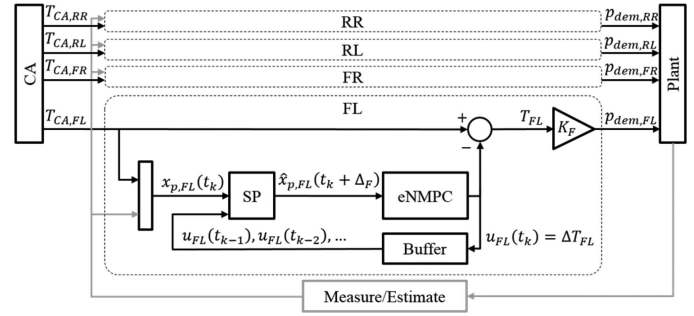 T_{CA,RR} RR p_{dem,RR}
T_{CA,RL} RL p_{dem,RL}
T_{CA,FR} FR p_{dem,FR}
CA Plant
FL
T_{CA,FL} + − T_{FL} K_F p_{dem,FL}
x_{p,FL}(t_k) SP x̂_{p,FL}(t_k + Δ_F) eNMPC
u_{FL}(t_{k−1}), u_{FL}(t_{k−2}), … Buffer u_{FL}(t_k) = ΔT_{FL}
Measure/Estimate